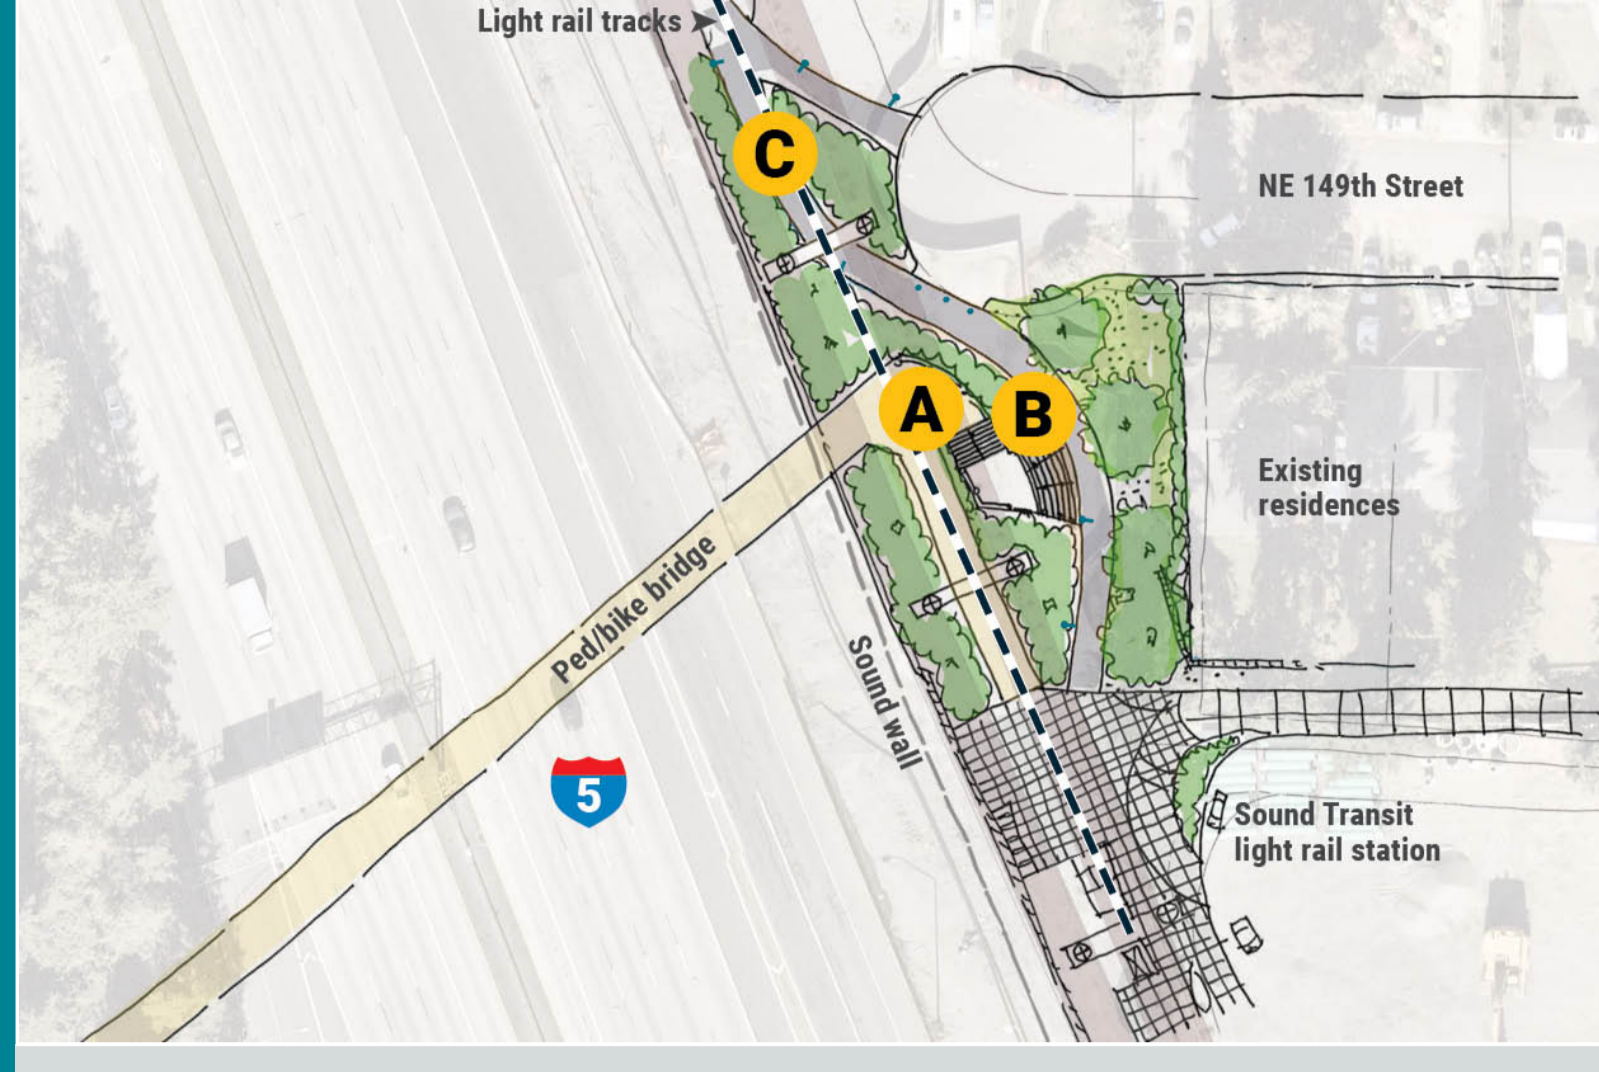 Light rail tracks
C
NE 149th Street
A
B
Existing
residences
Ped/bike bridge
Sound wall
5
Sound Transit
light rail station